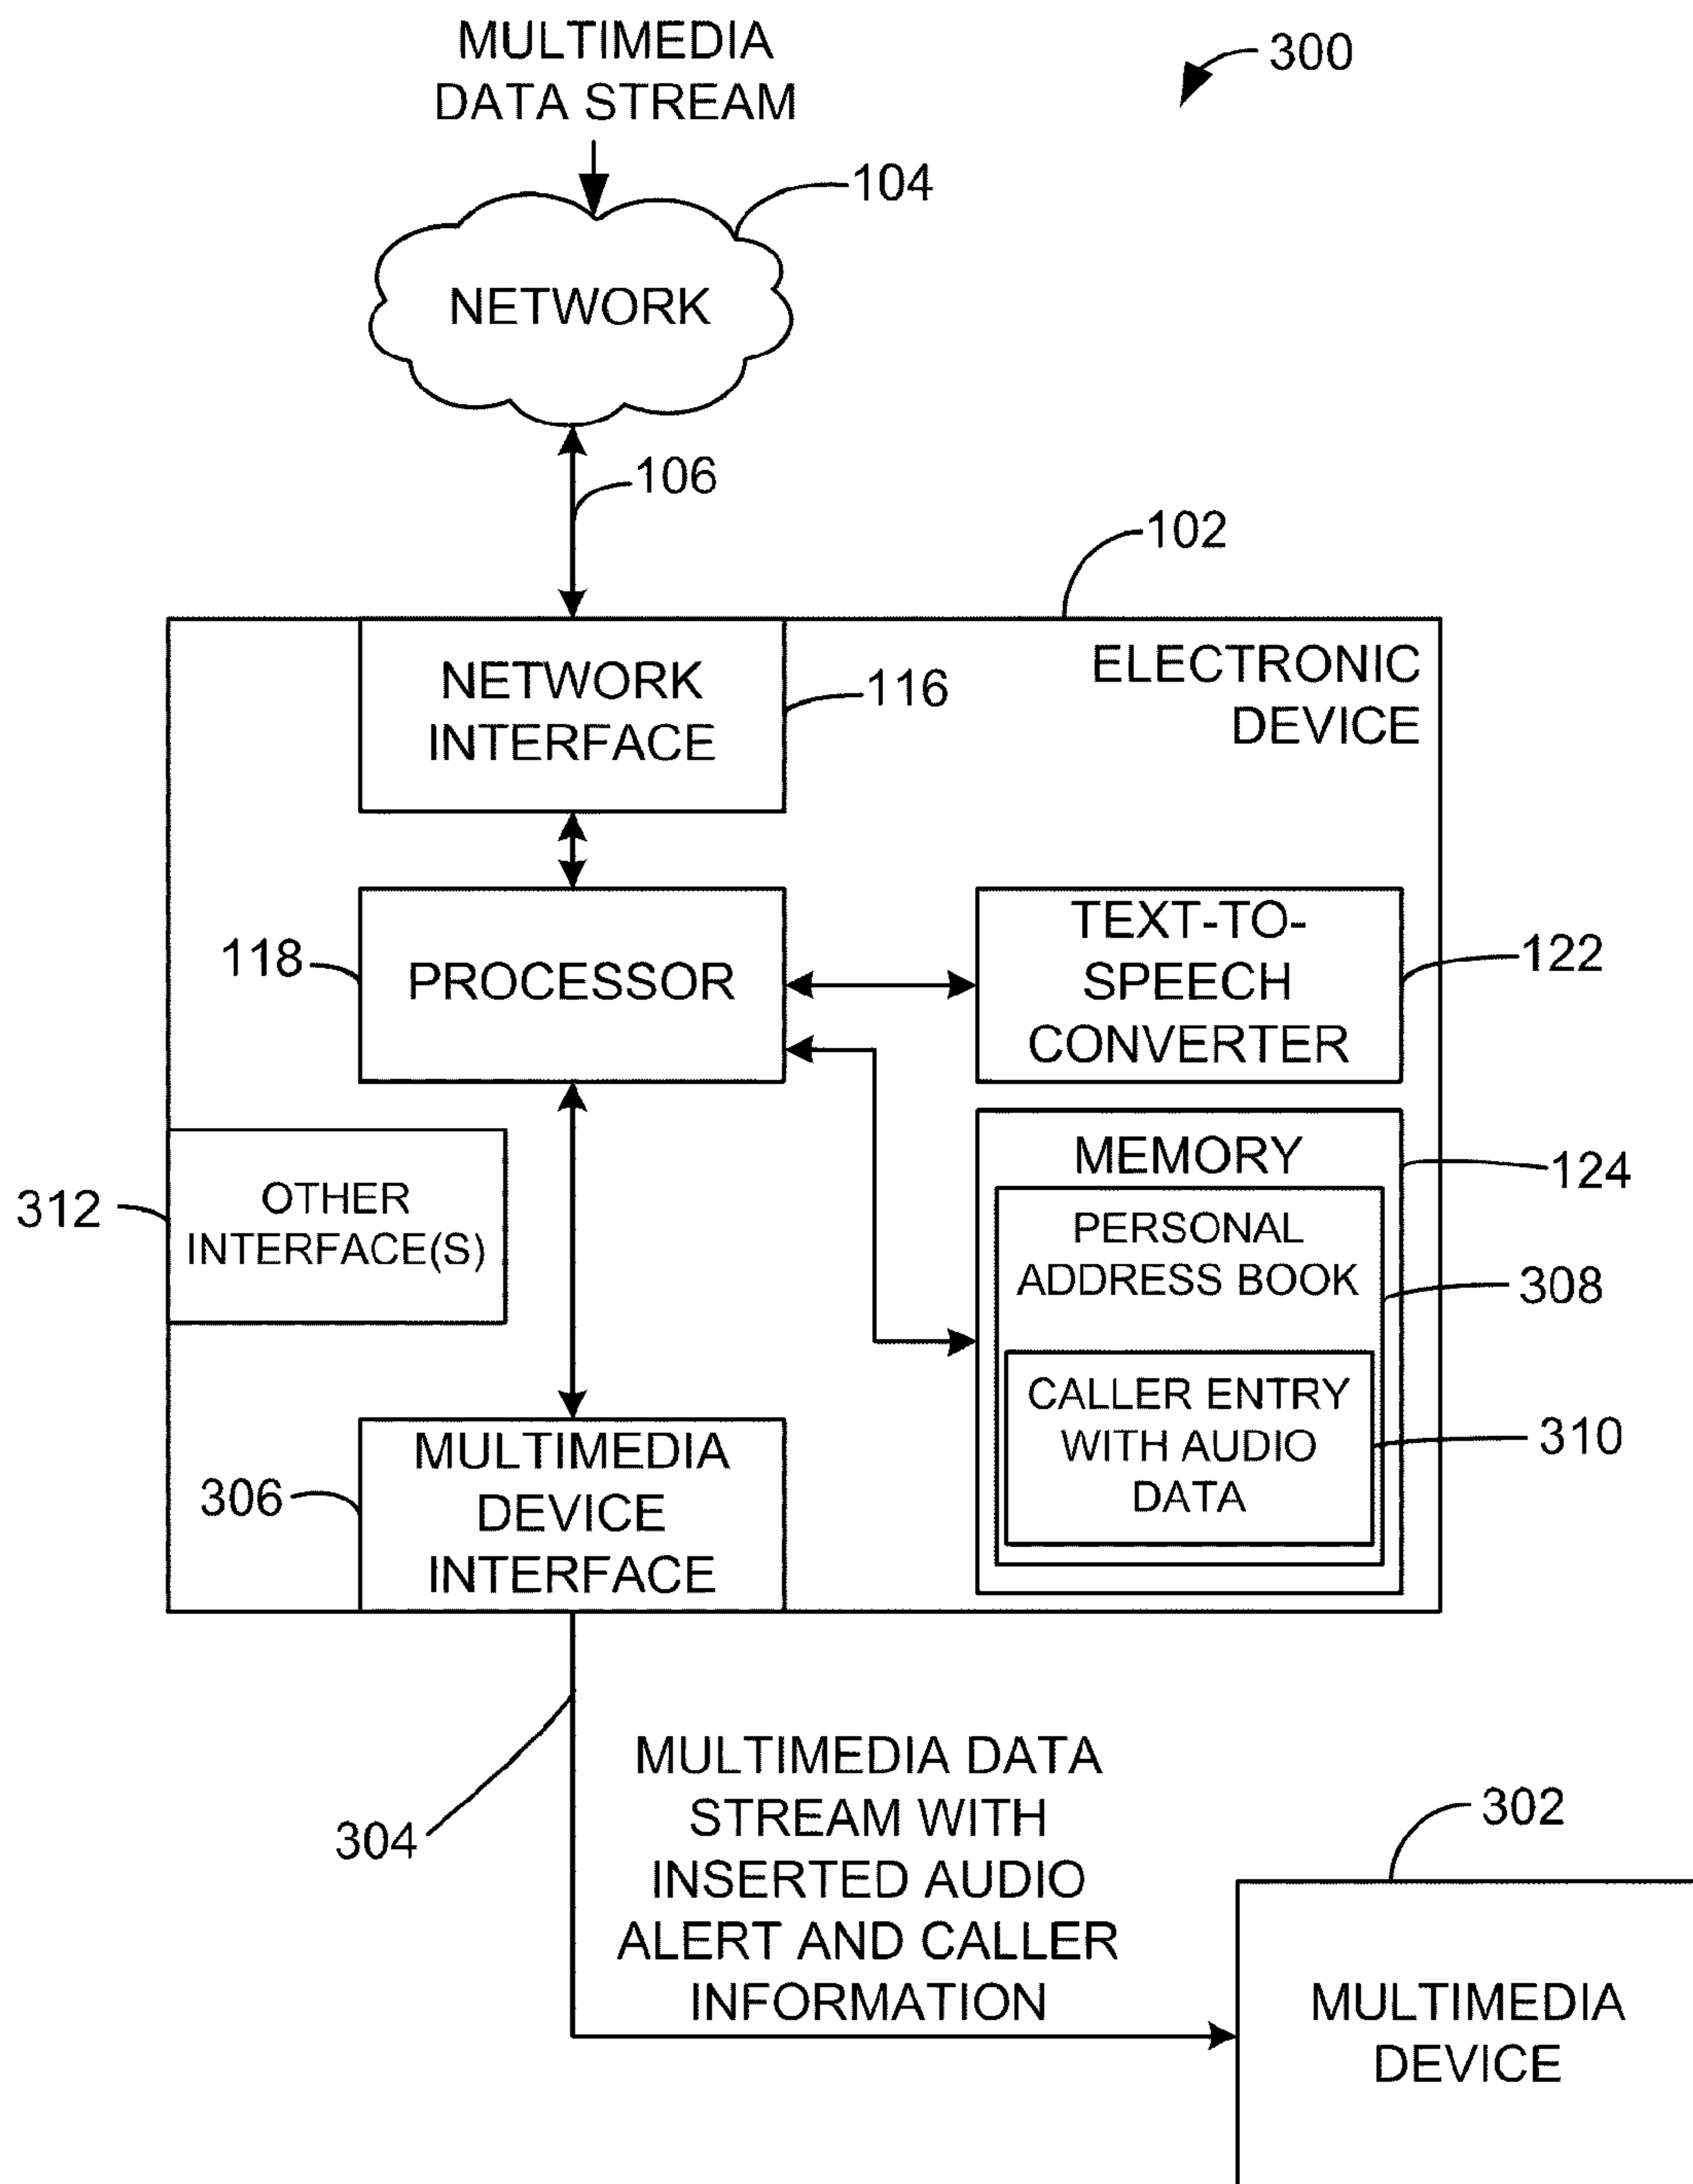 MULTIMEDIA
DATA STREAM
300
104
NETWORK
106
102
ELECTRONIC
DEVICE
NETWORK
INTERFACE
116
118
PROCESSOR
TEXT-TO-
SPEECH
CONVERTER
122
MEMORY
124
312
OTHER
INTERFACE(S)
PERSONAL
ADDRESS BOOK
308
CALLER ENTRY
WITH AUDIO
DATA
310
306
MULTIMEDIA
DEVICE
INTERFACE
304
MULTIMEDIA DATA
STREAM WITH
INSERTED AUDIO
ALERT AND CALLER
INFORMATION
302
MULTIMEDIA
DEVICE